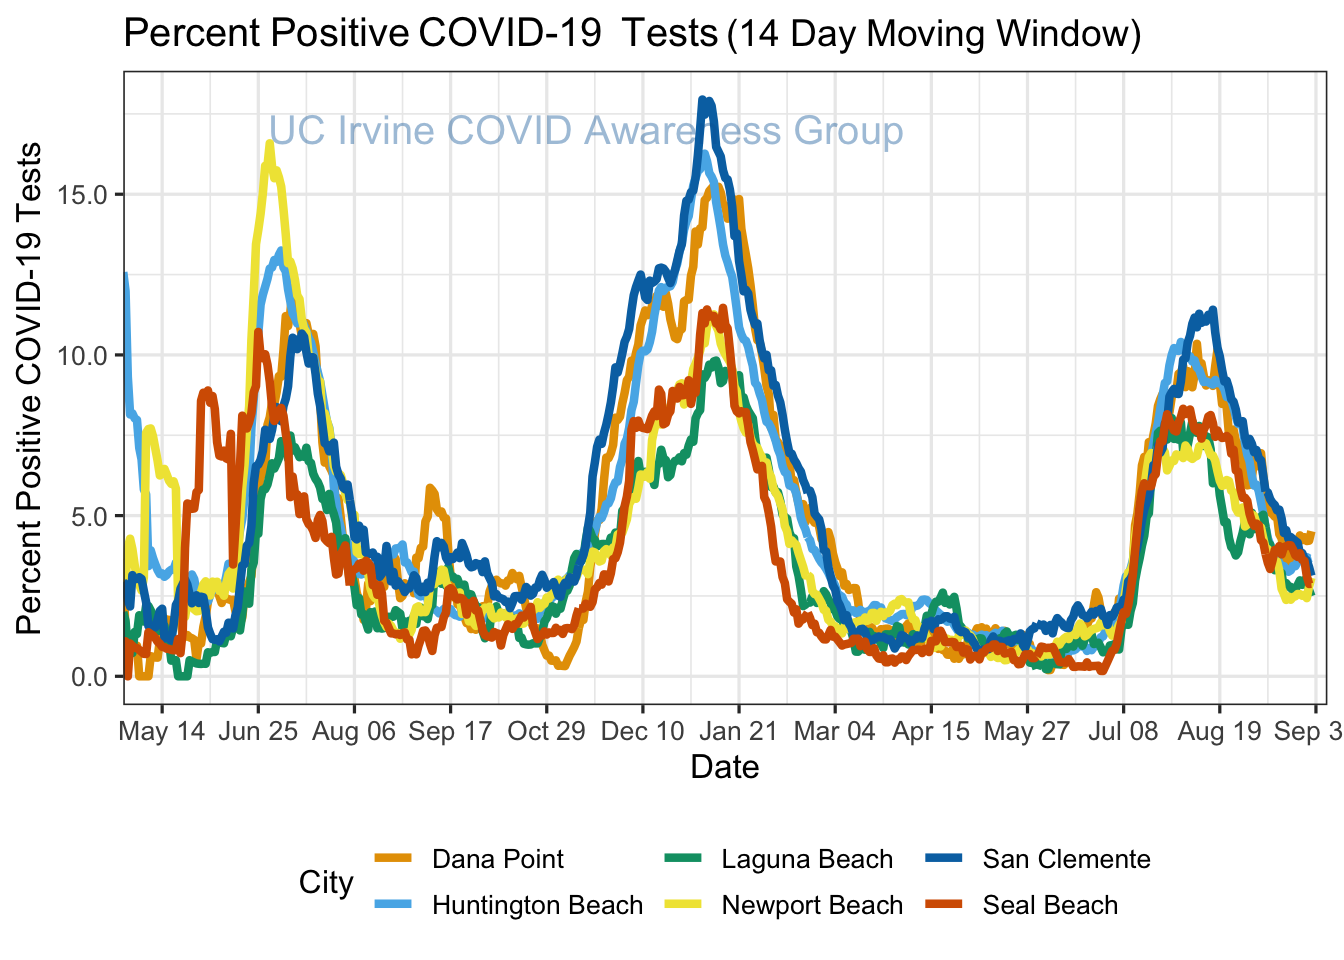 Percent Positive COVID-19 Tests (14 Day Moving Window)
UC Irvine COVID Awareness Group
Percent Positive COVID-19 Tests
15.0
10.0
5.0
0.0
May 14 Jun 25 Aug 06 Sep 17 Oct 29 Dec 10 Jan 21 Mar 04 Apr 15 May 27 Jul 08 Aug 19 Sep 3
Date
City
Dana Point Laguna Beach San Clemente
Huntington Beach Newport Beach Seal Beach